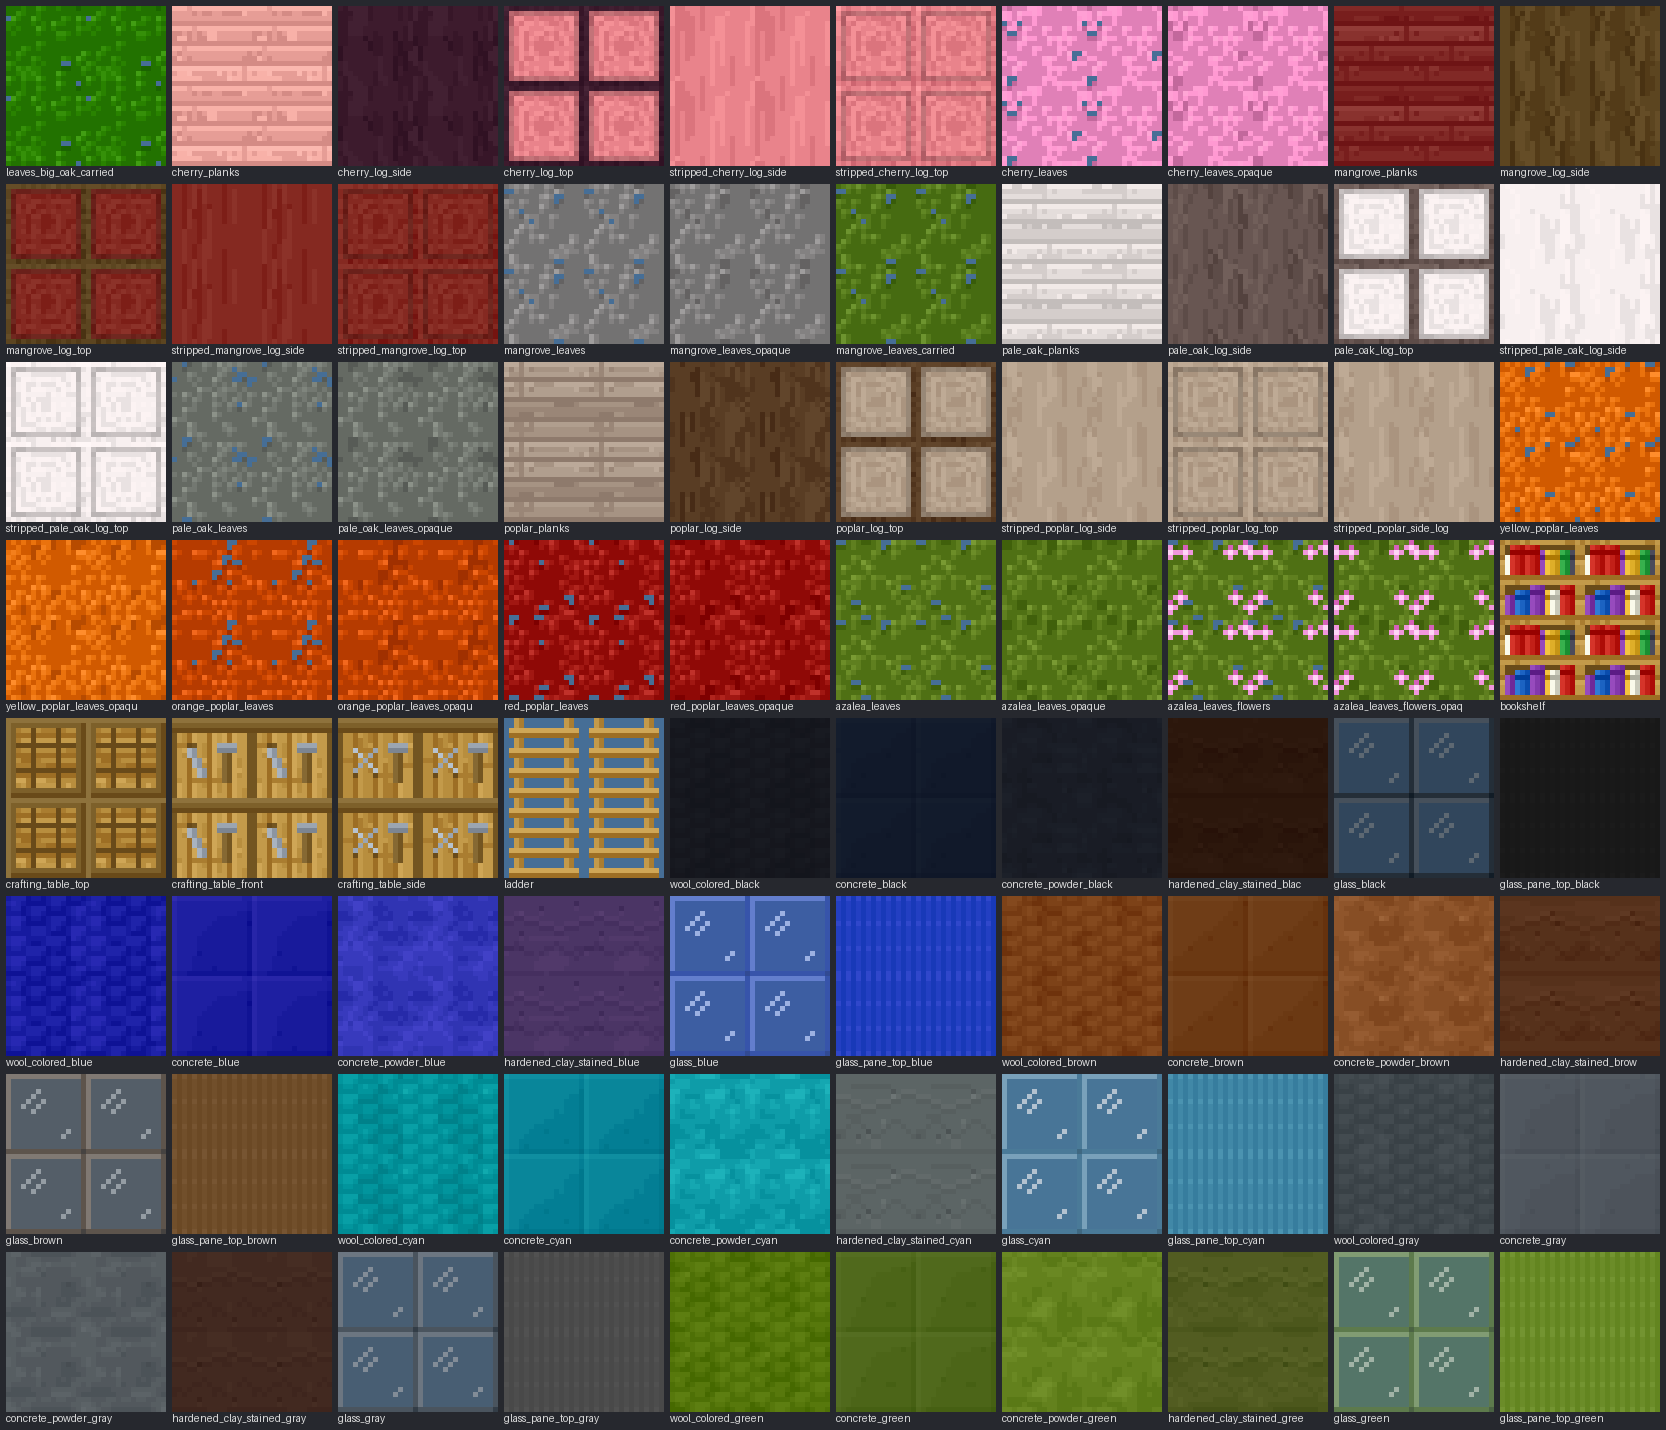 leaves_big_oak_carried
cherry_planks
cherry_log_side
cherry_log_top
stripped_cherry_log_side
stripped_cherry_log_top
cherry_leaves
cherry_leaves_opaque
mangrove_planks
mangrove_log_side
mangrove_log_top
stripped_mangrove_log_side
stripped_mangrove_log_top
mangrove_leaves
mangrove_leaves_opaque
mangrove_leaves_carried
pale_oak_planks
pale_oak_log_side
pale_oak_log_top
stripped_pale_oak_log_side
stripped_pale_oak_log_top
pale_oak_leaves
pale_oak_leaves_opaque
poplar_planks
poplar_log_side
poplar_log_top
stripped_poplar_log_side
stripped_poplar_log_top
stripped_poplar_side_log
yellow_poplar_leaves
yellow_poplar_leaves_opaqu
orange_poplar_leaves
orange_poplar_leaves_opaqu
red_poplar_leaves
red_poplar_leaves_opaque
azalea_leaves
azalea_leaves_opaque
azalea_leaves_flowers
azalea_leaves_flowers_opaq
bookshelf
crafting_table_top
crafting_table_front
crafting_table_side
ladder
wool_colored_black
concrete_black
concrete_powder_black
hardened_clay_stained_blac
glass_black
glass_pane_top_black
wool_colored_blue
concrete_blue
concrete_powder_blue
hardened_clay_stained_blue
glass_blue
glass_pane_top_blue
wool_colored_brown
concrete_brown
concrete_powder_brown
hardened_clay_stained_brow
glass_brown
glass_pane_top_brown
wool_colored_cyan
concrete_cyan
concrete_powder_cyan
hardened_clay_stained_cyan
glass_cyan
glass_pane_top_cyan
wool_colored_gray
concrete_gray
concrete_powder_gray
hardened_clay_stained_gray
glass_gray
glass_pane_top_gray
wool_colored_green
concrete_green
concrete_powder_green
hardened_clay_stained_gree
glass_green
glass_pane_top_green